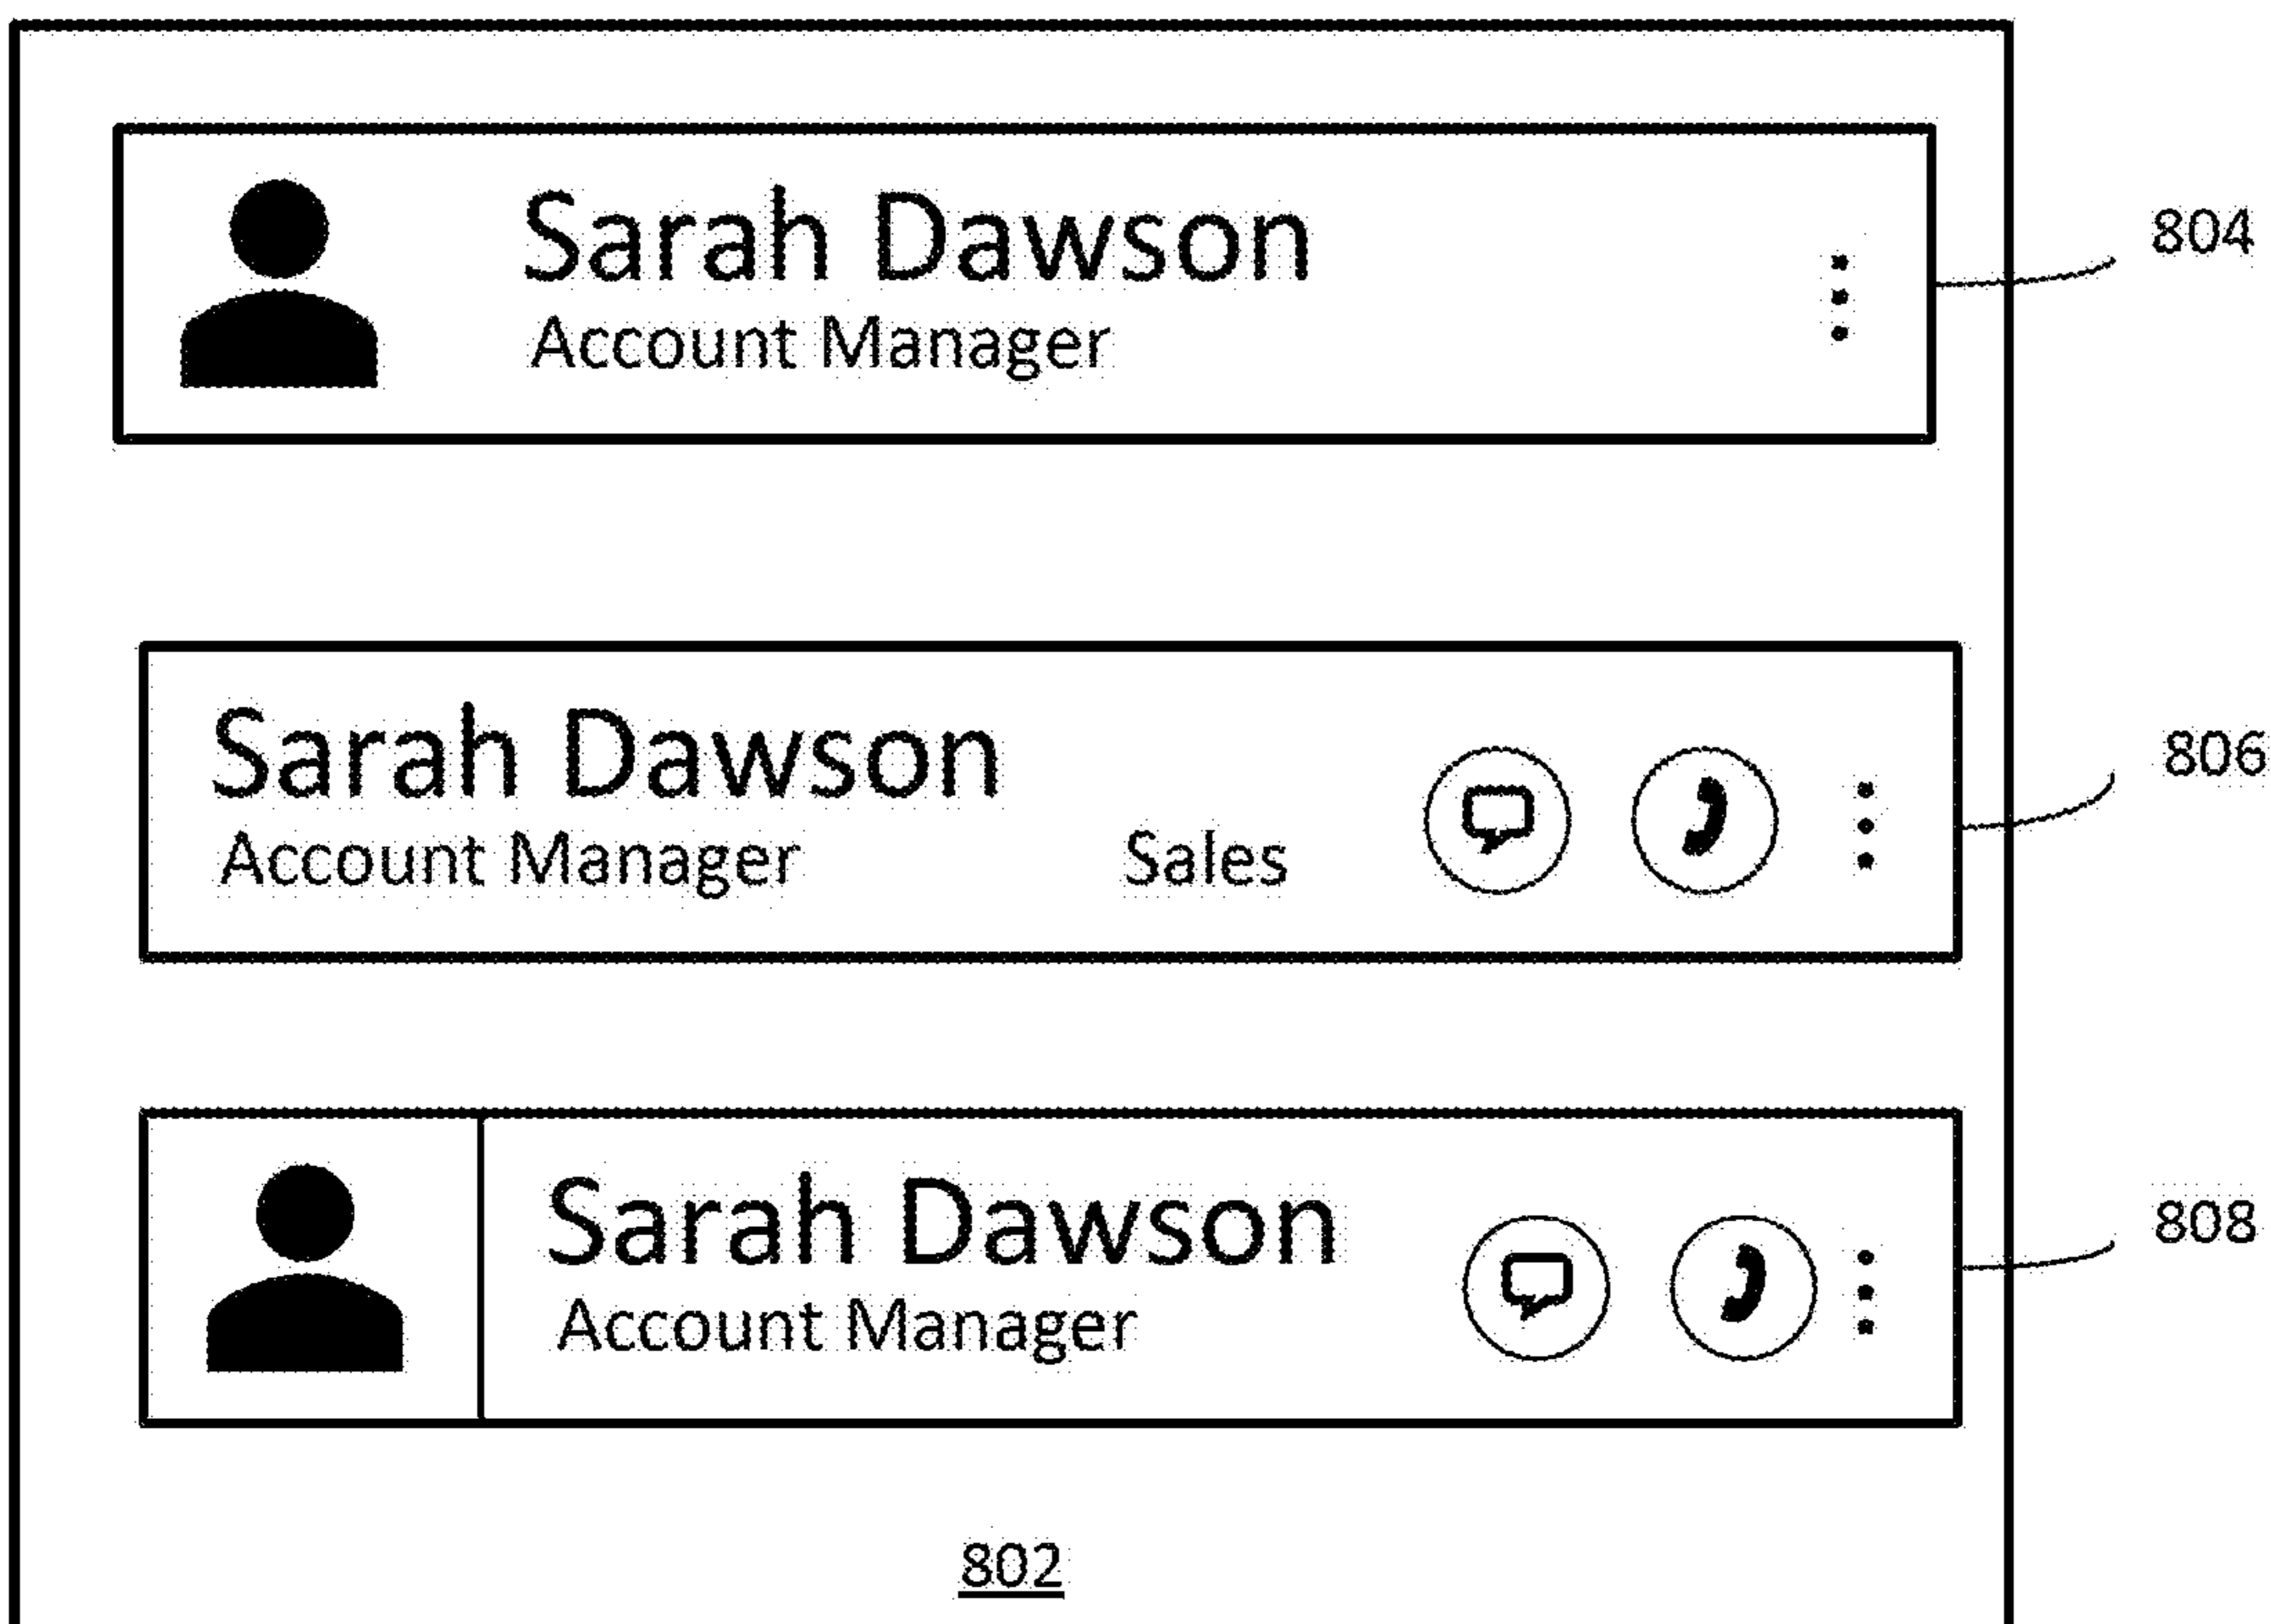 Sarah Dawson
Account Manager
804
Sarah Dawson
Account Manager Sales
806
Sarah Dawson
Account Manager
808
802